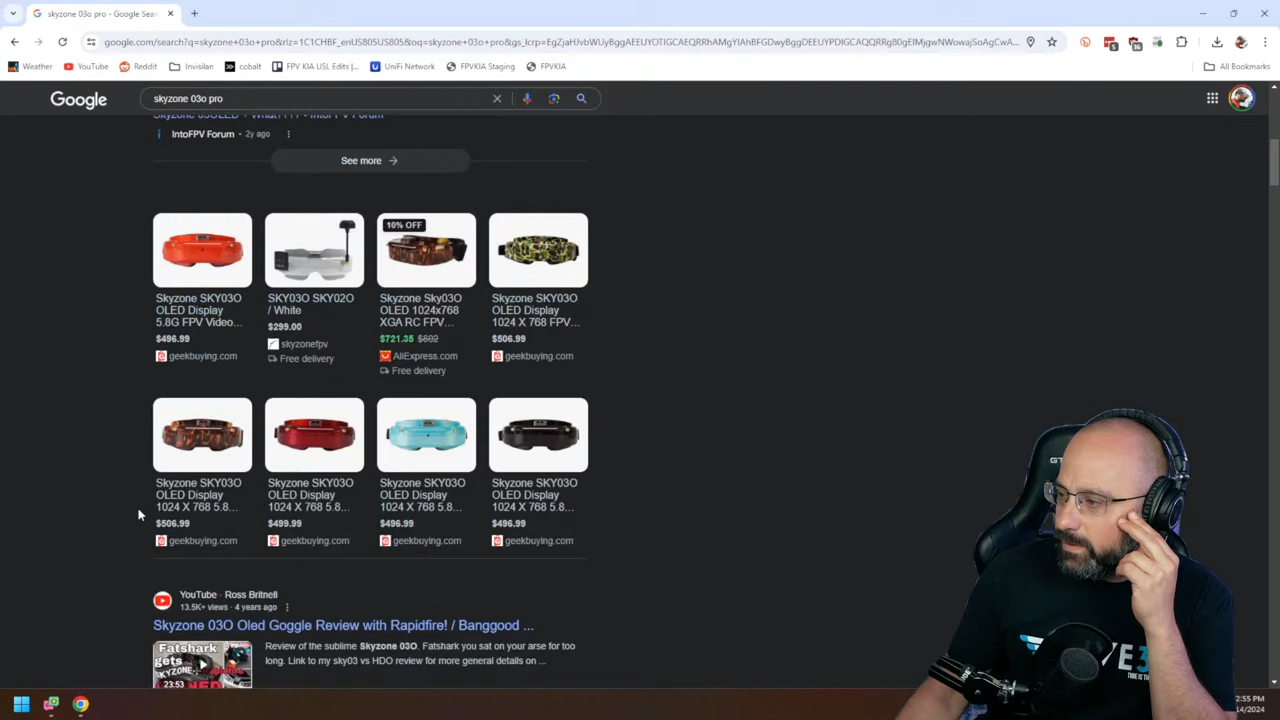 skyzone 03o pro - Google Sear
google.com/search?q=skyzone+03o+pro&rlz=1C1CHBF_enUS805US805&oq=skyzone+03o+pro&gs_lcrp=
Weather
YouTube
Reddit
Invisilan
cobalt
FPV KIA USL Edits |...
UniFi Network
FPVKIA Staging
FPVKIA
All Bookmarks
Google
skyzone 03o pro
IntoFPV Forum • 2y ago
See more →
10% OFF
Skyzone SKY03O
OLED Display
5.8G FPV Video...
$496.99
geekbuying.com
SKY03O SKY02O
/ White
$299.00
skyzonefpv
Free delivery
Skyzone Sky03O
OLED 1024x768
XGA RC FPV...
$721.35 $802
AliExpress.com
Free delivery
Skyzone SKY03O
OLED Display
1024 X 768 FPV...
$506.99
geekbuying.com
Skyzone SKY03O
OLED Display
1024 X 768 5.8...
$506.99
geekbuying.com
Skyzone SKY03O
OLED Display
1024 X 768 5.8...
$499.99
geekbuying.com
Skyzone SKY03O
OLED Display
1024 X 768 5.8...
$496.99
geekbuying.com
Skyzone SKY03O
OLED Display
1024 X 768 5.8...
$496.99
geekbuying.com
YouTube · Ross Britnell
13.5K+ views · 4 years ago
Skyzone 03O Oled Goggle Review with Rapidfire! / Banggood ...
Fatshark
gets
SKYZONE
23:53
Review of the sublime Skyzone 03O. Fatshark you sat on your arse for too
long. Link to my sky03 vs HDO review for more general details on ...
GT
:55 PM
14/2024